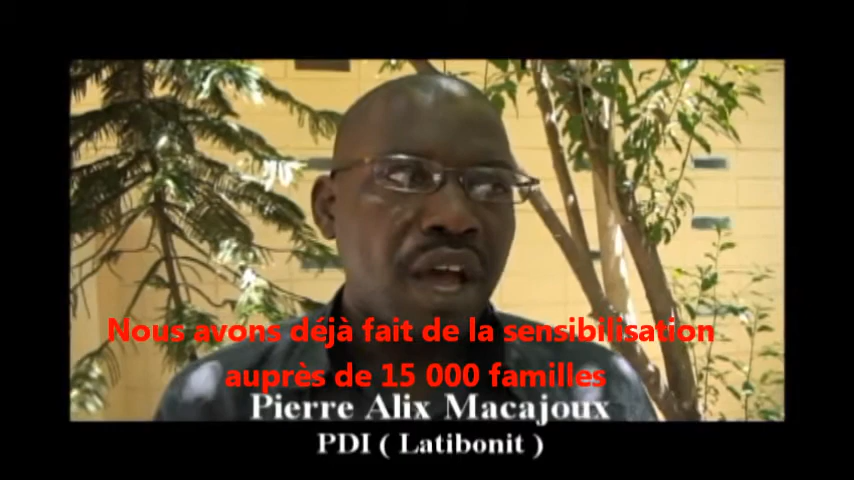 Nous avons déjà fait de la sensibilisation
auprès de 15 000 familles
Pierre Alix Macajoux
PDI ( Latibonit )